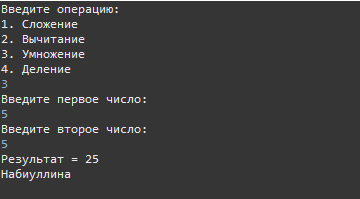 Введите операцию:
1. Сложение
2. Вычитание
3. Умножение
4. Деление
3
Введите первое число:
5
Введите второе число:
5
Результат = 25
Набиуллина